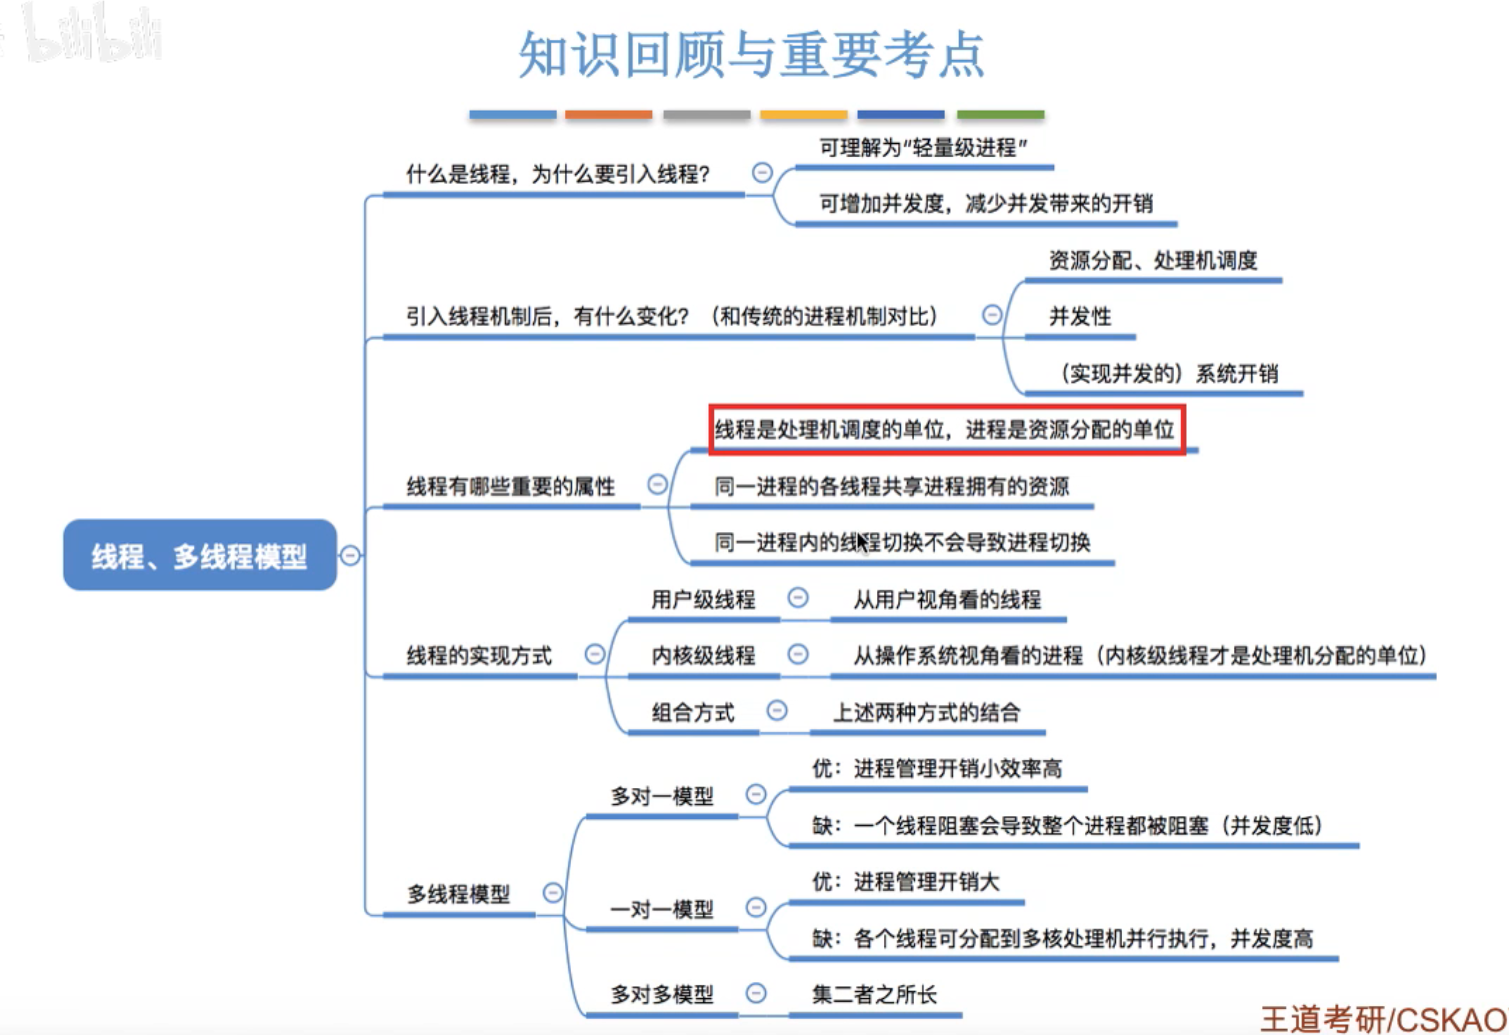 bilibili
知识回顾与重要考点
可理解为“轻量级进程”
什么是线程，为什么要引入线程？
可增加并发度，减少并发带来的开销
资源分配、处理机调度
引入线程机制后，有什么变化？（和传统的进程机制对比）
并发性
（实现并发的）系统开销
线程是处理机调度的单位，进程是资源分配的单位
线程有哪些重要的属性
同一进程的各线程共享进程拥有的资源
同一进程内的线程切换不会导致进程切换
线程、多线程模型
用户级线程
从用户视角看的线程
线程的实现方式
内核级线程
从操作系统视角看的进程（内核级线程才是处理机分配的单位）
组合方式
上述两种方式的结合
优：进程管理开销小效率高
多对一模型
缺：一个线程阻塞会导致整个进程都被阻塞（并发度低）
多线程模型
优：进程管理开销大
一对一模型
缺：各个线程可分配到多核处理机并行执行，并发度高
多对多模型
集二者之所长
王道考研/CSKAO